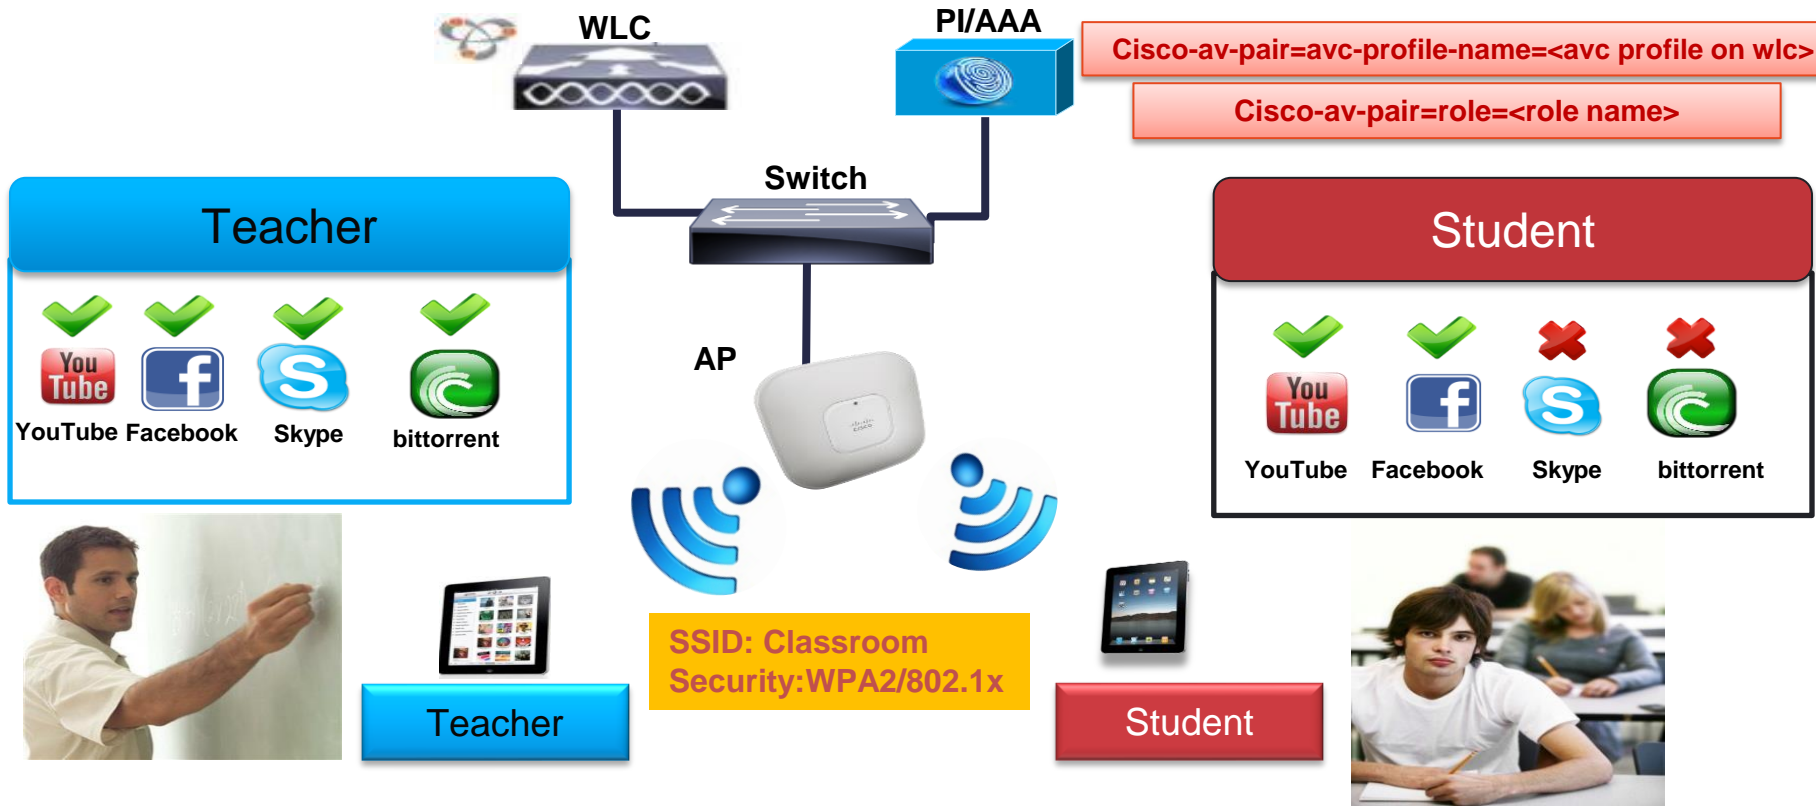 WLC
PI/AAA
Cisco-av-pair=avc-profile-name=<avc profile on wlc>
Cisco-av-pair=role=<role name>
Switch
Teacher
You
Tube
YouTube Facebook Skype bittorrent
AP
CISCO
Student
You
Tube
YouTube Facebook Skype bittorrent
SSID: Classroom
Security:WPA2/802.1x
Teacher
Student